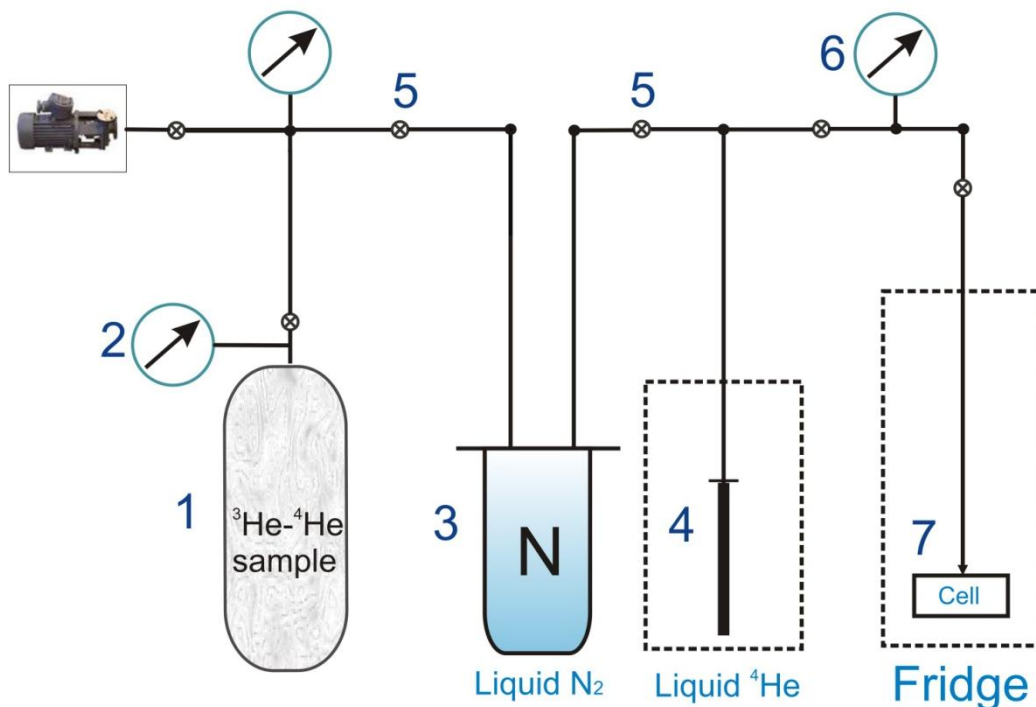 5
5
6
2
1
³He-⁴He
sample
3
N
4
7
Cell
Liquid N₂
Liquid ⁴He
Fridge